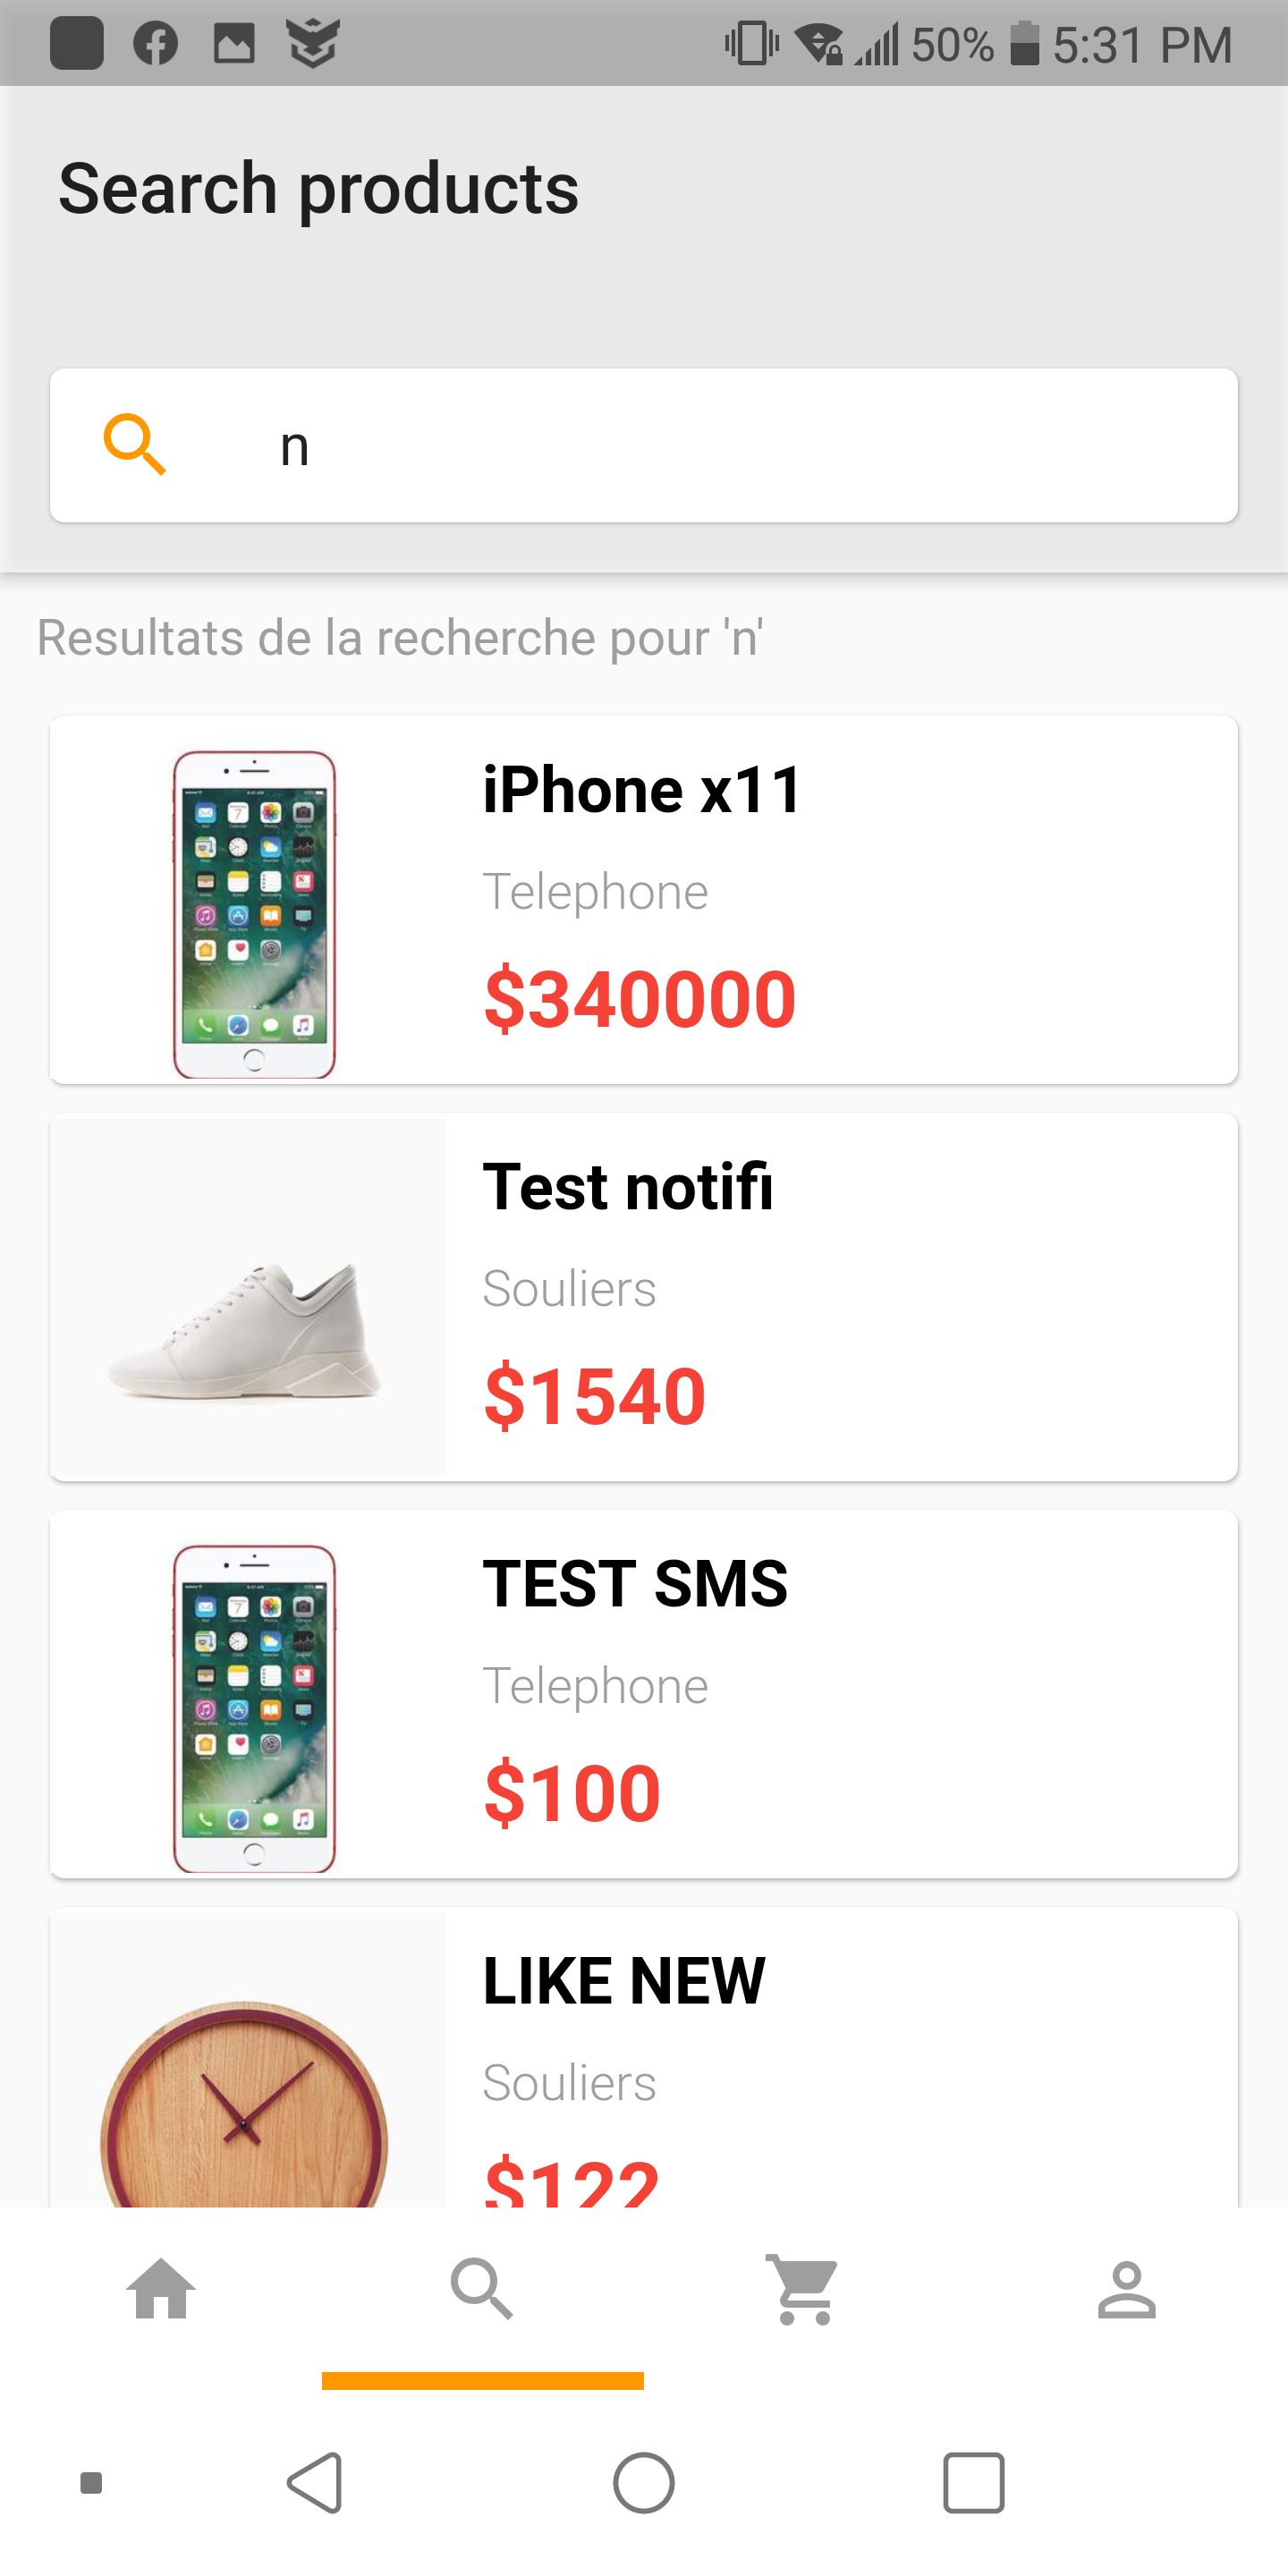 50% 5:31 PM
Search products
n
Resultats de la recherche pour 'n'
iPhone x11
Telephone
$340000
Test notifi
Souliers
$1540
TEST SMS
Telephone
$100
LIKE NEW
Souliers
$122